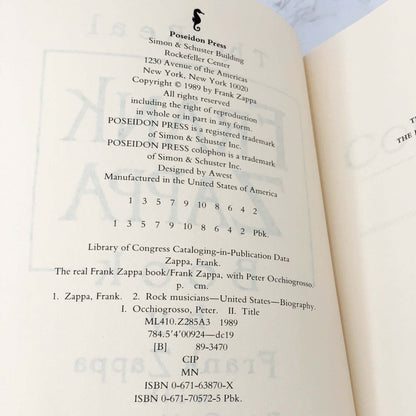 Poseidon Press
Simon & Schuster Building
Rockefeller Center
1230 Avenue of the Americas
New York, New York 10020
Copyright © 1989 by Frank Zappa
All rights reserved
including the right of reproduction
in whole or in part in any form.
POSEIDON PRESS is a registered trademark
of Simon & Schuster Inc.
POSEIDON PRESS colophon is a trademark
of Simon & Schuster Inc.
Designed by Awest
Manufactured in the United States of America
1 3 5 7 9 10 8 6 4 2
1 3 5 7 9 10 8 6 4 2 Pbk.
Library of Congress Cataloging-in-Publication Data
Zappa, Frank.
The real Frank Zappa book/Frank Zappa, with Peter Occhiogrosso.
p. cm.
1. Zappa, Frank. 2. Rock musicians—United States—Biography.
I. Occhiogrosso, Peter. II. Title
ML410.Z285A3 1989
784.5'4'00924—dc19
[B] 89-3470
CIP
MN
ISBN 0-671-63870-X
ISBN 0-671-70572-5 Pbk.